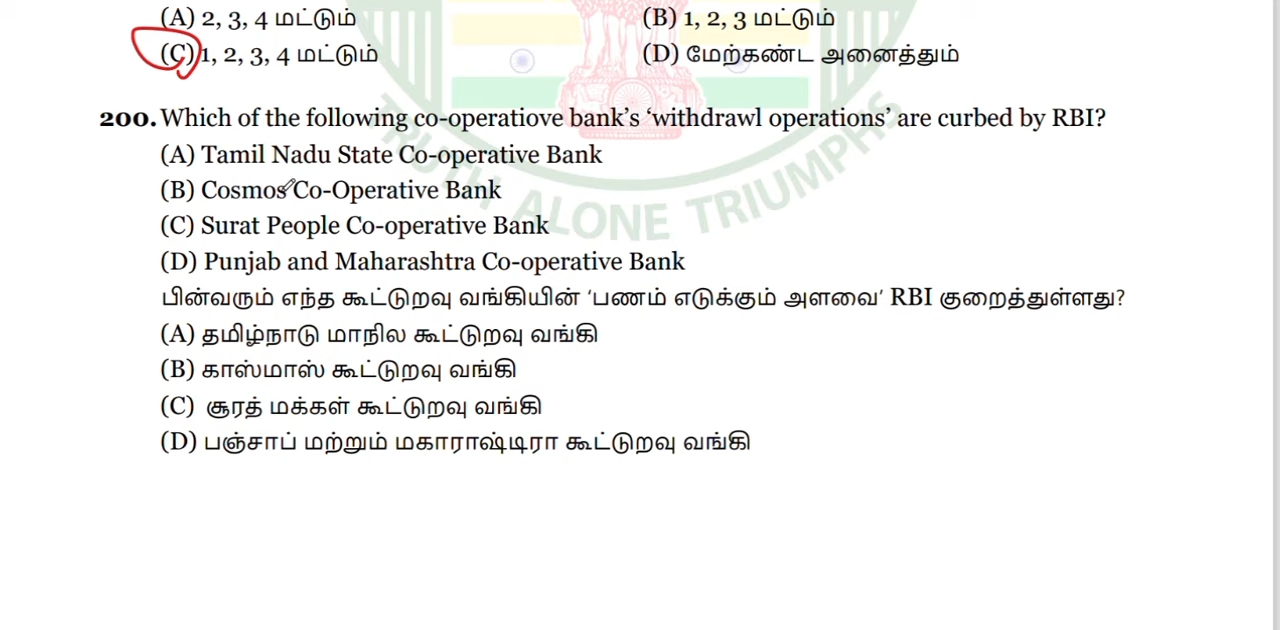 (A) 2, 3, 4 மட்டும் (B) 1, 2, 3 மட்டும்
(C) 1, 2, 3, 4 மட்டும் (D) மேற்கண்ட அனைத்தும்
200. Which of the following co-operatiove bank's 'withdrawl operations' are curbed by RBI?
(A) Tamil Nadu State Co-operative Bank
(B) Cosmos Co-Operative Bank
(C) Surat People Co-operative Bank
(D) Punjab and Maharashtra Co-operative Bank
பின்வரும் எந்த கூட்டுறவு வங்கியின் 'பணம் எடுக்கும் அளவை' RBI குறைத்துள்ளது?
(A) தமிழ்நாடு மாநில கூட்டுறவு வங்கி
(B) காஸ்மாஸ் கூட்டுறவு வங்கி
(C) சூரத் மக்கள் கூட்டுறவு வங்கி
(D) பஞ்சாப் மற்றும் மகாராஷ்டிரா கூட்டுறவு வங்கி
TRUTH ALONE TRIUMPHS